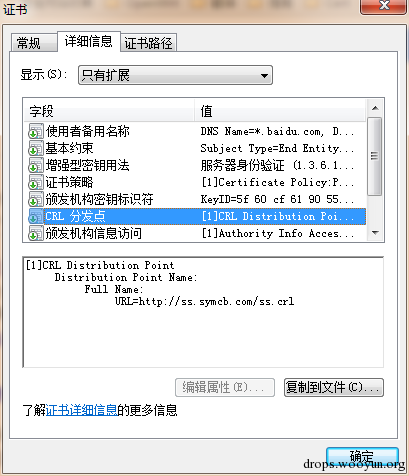 证书
常规 详细信息 证书路径
显示(S): 只有扩展
字段 值
使用者备用名称 DNS Name=*.baidu.com, D...
基本约束 Subject Type=End Entity...
增强型密钥用法 服务器身份验证 (1.3.6.1...
证书策略 [1]Certificate Policy:P...
颁发机构密钥标识符 KeyID=5f 60 cf 61 90 55...
CRL 分发点 [1]CRL Distribution Poi...
颁发机构信息访问 [1]Authority Info Acces...
[1]CRL Distribution Point
Distribution Point Name:
Full Name:
URL=http://ss.symcb.com/ss.crl
编辑属性(E)... 复制到文件(C)...
了解证书详细信息的更多信息
确定
drops.wooyun.org